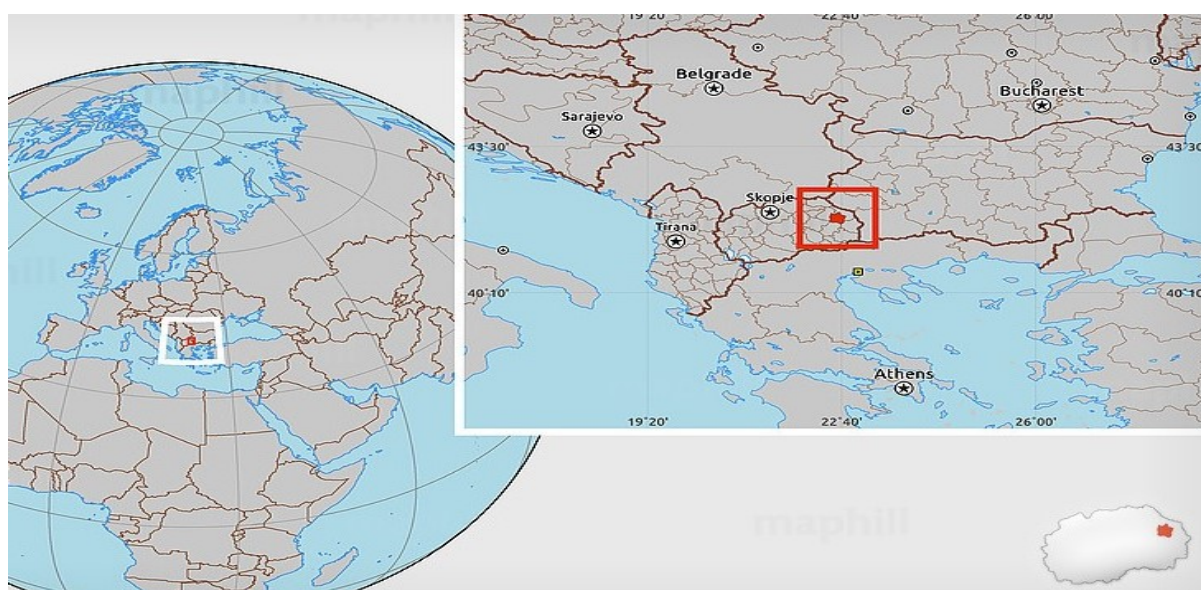 maphill
maphill
19°20'
22°40'
26°00'
Belgrade
Bucharest
Sarajevo
43°30'
43°30'
Skopje
Tirana
40°10'
40°10'
Athens
19°20'
22°40'
26°00'
maphill